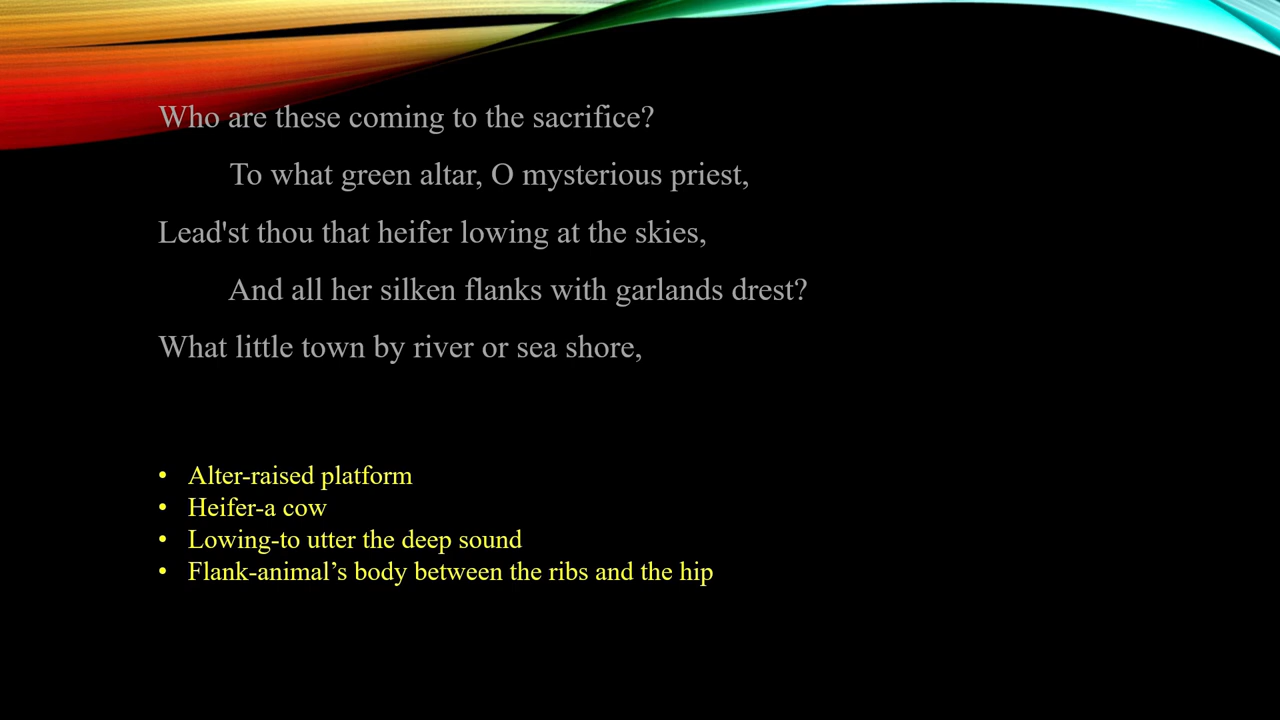 Who are these coming to the sacrifice?
To what green altar, O mysterious priest,
Lead'st thou that heifer lowing at the skies,
And all her silken flanks with garlands drest?
What little town by river or sea shore,
• Alter-raised platform
• Heifer-a cow
• Lowing-to utter the deep sound
• Flank-animal’s body between the ribs and the hip